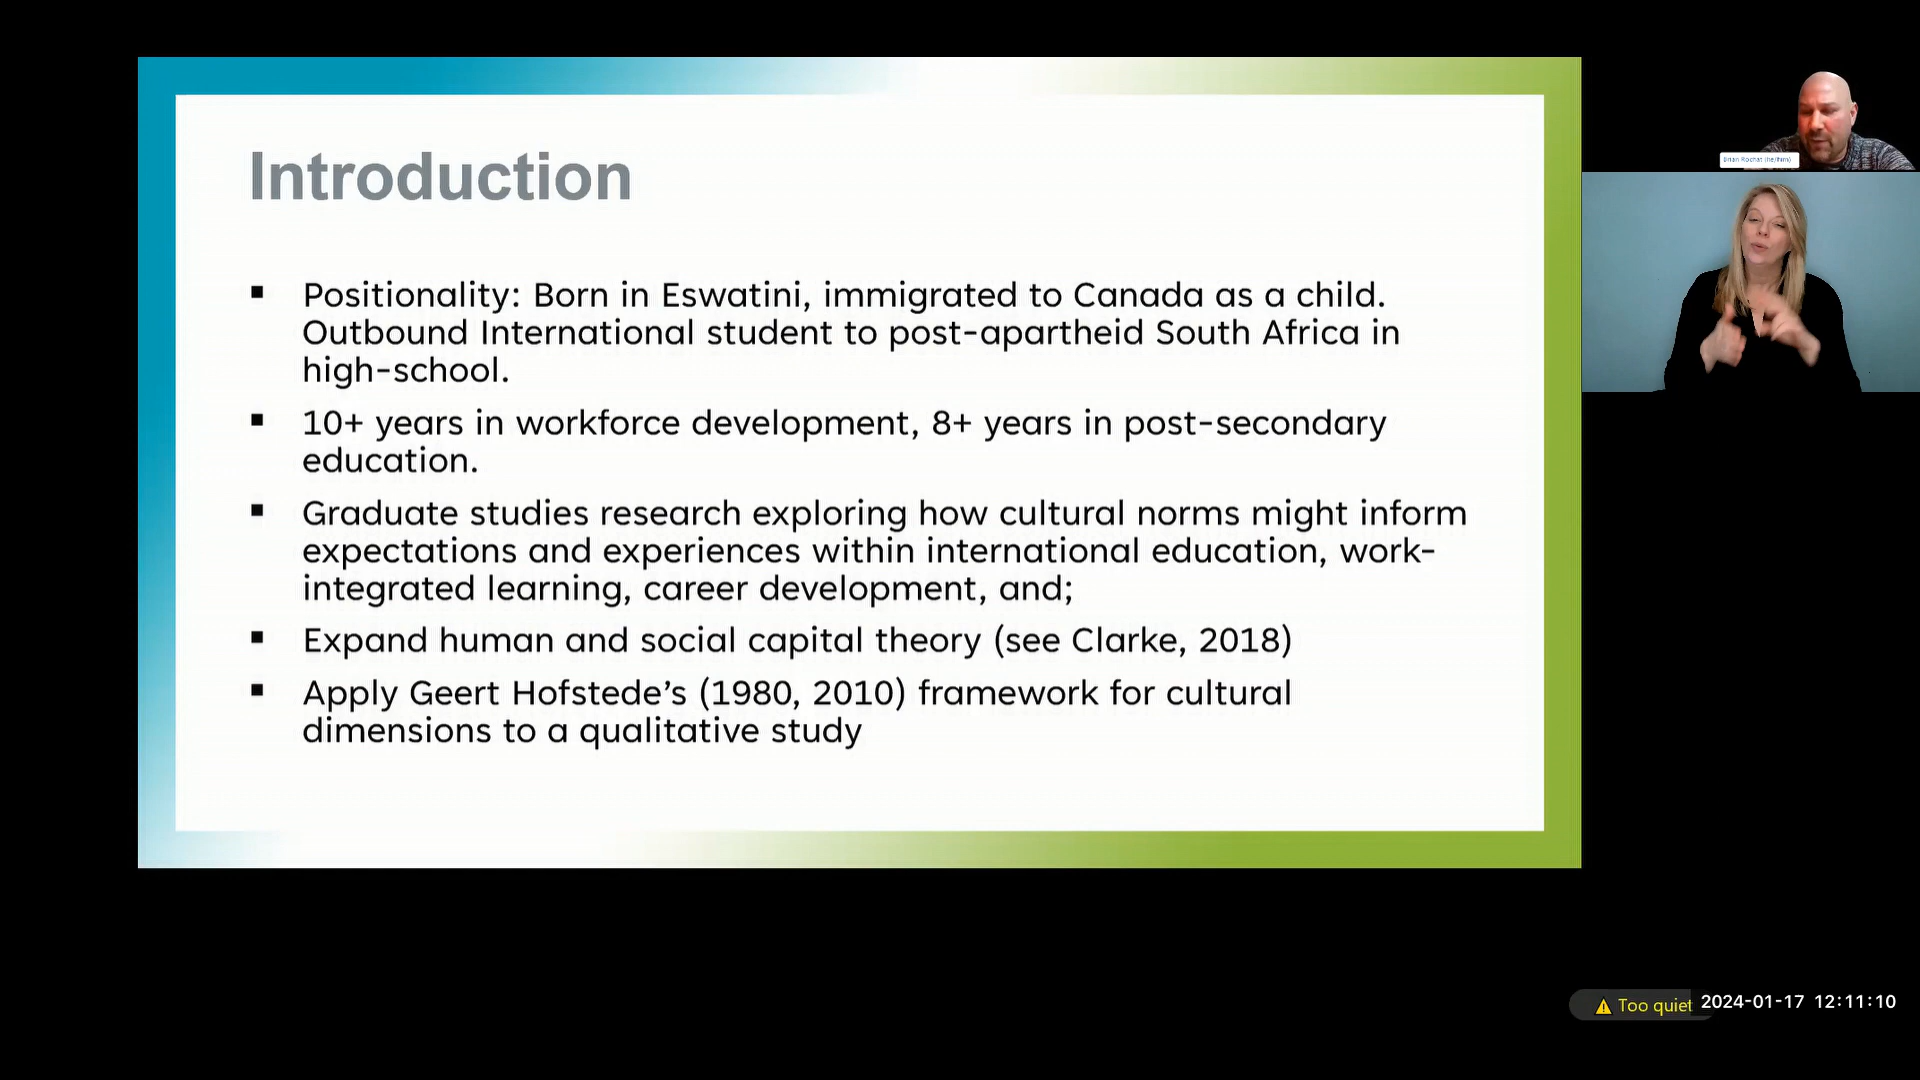 Introduction
Positionality: Born in Eswatini, immigrated to Canada as a child.
Outbound International student to post-apartheid South Africa in
high-school.
10+ years in workforce development, 8+ years in post-secondary
education.
Graduate studies research exploring how cultural norms might inform
expectations and experiences within international education, work-
integrated learning, career development, and;
Expand human and social capital theory (see Clarke, 2018)
Apply Geert Hofstede’s (1980, 2010) framework for cultural
dimensions to a qualitative study
Brian Rochat (he/him)
Too quiet
2024-01-17 12:11:10